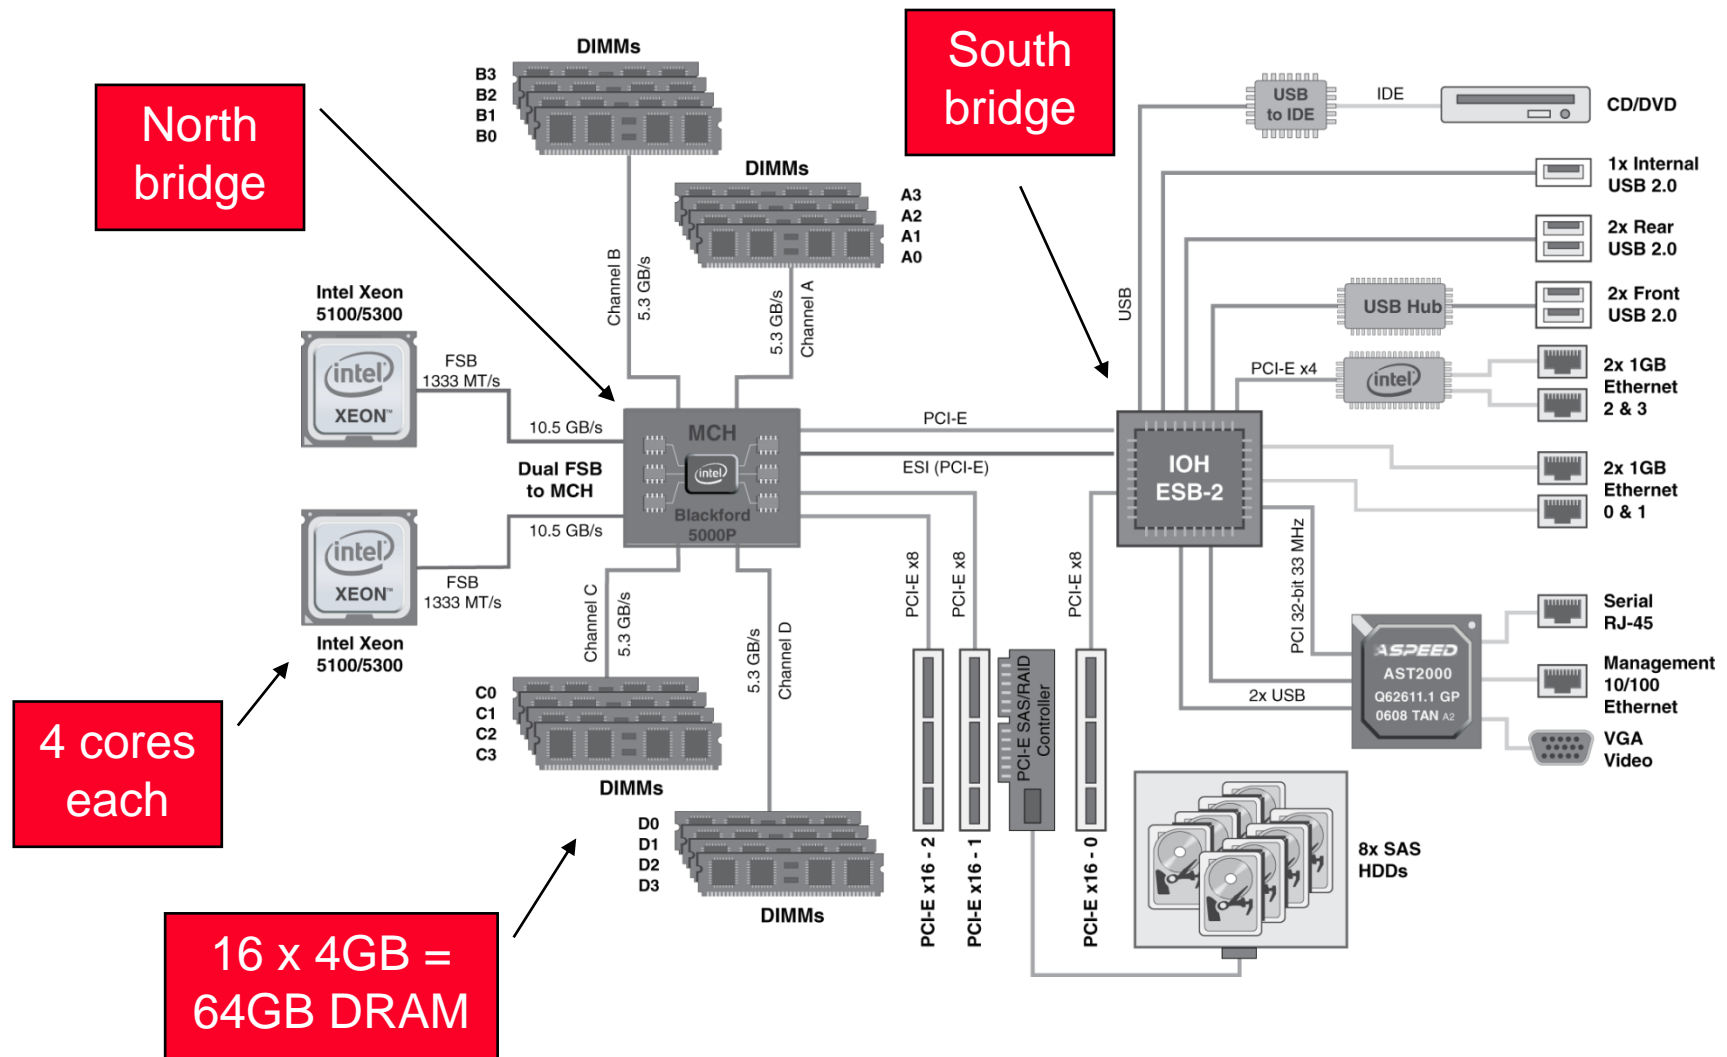 DIMMs
B3
B2
B1
B0
North
bridge
South
bridge
DIMMs
A3
A2
A1
A0
Channel B
5.3 GB/s
5.3 GB/s
Channel A
USB
to IDE
IDE
CD/DVD
1x Internal
USB 2.0
2x Rear
USB 2.0
USB
USB Hub
2x Front
USB 2.0
PCI-E x4
intel
2x 1GB
Ethernet
2 & 3
Intel Xeon
5100/5300
intel
XEON™
FSB
1333 MT/s
10.5 GB/s
Dual FSB
to MCH
10.5 GB/s
FSB
1333 MT/s
intel
XEON™
Intel Xeon
5100/5300
MCH
intel
Blackford
5000P
PCI-E
ESI (PCI-E)
IOH
ESB-2
2x 1GB
Ethernet
0 & 1
PCI-E x8
PCI-E x8
PCI-E x8
PCI 32-bit 33 MHz
2x USB
Channel C
5.3 GB/s
5.3 GB/s
Channel D
ASPEED
AST2000
Q62611.1 GP
0608 TAN A2
Serial
RJ-45
Management
10/100
Ethernet
VGA
Video
4 cores
each
C0
C1
C2
C3
DIMMs
D0
D1
D2
D3
DIMMs
PCI-E SAS/RAID
Controller
PCI-E x16 - 2
PCI-E x16 - 1
PCI-E x16 - 0
8x SAS
HDDs
16 x 4GB =
64GB DRAM